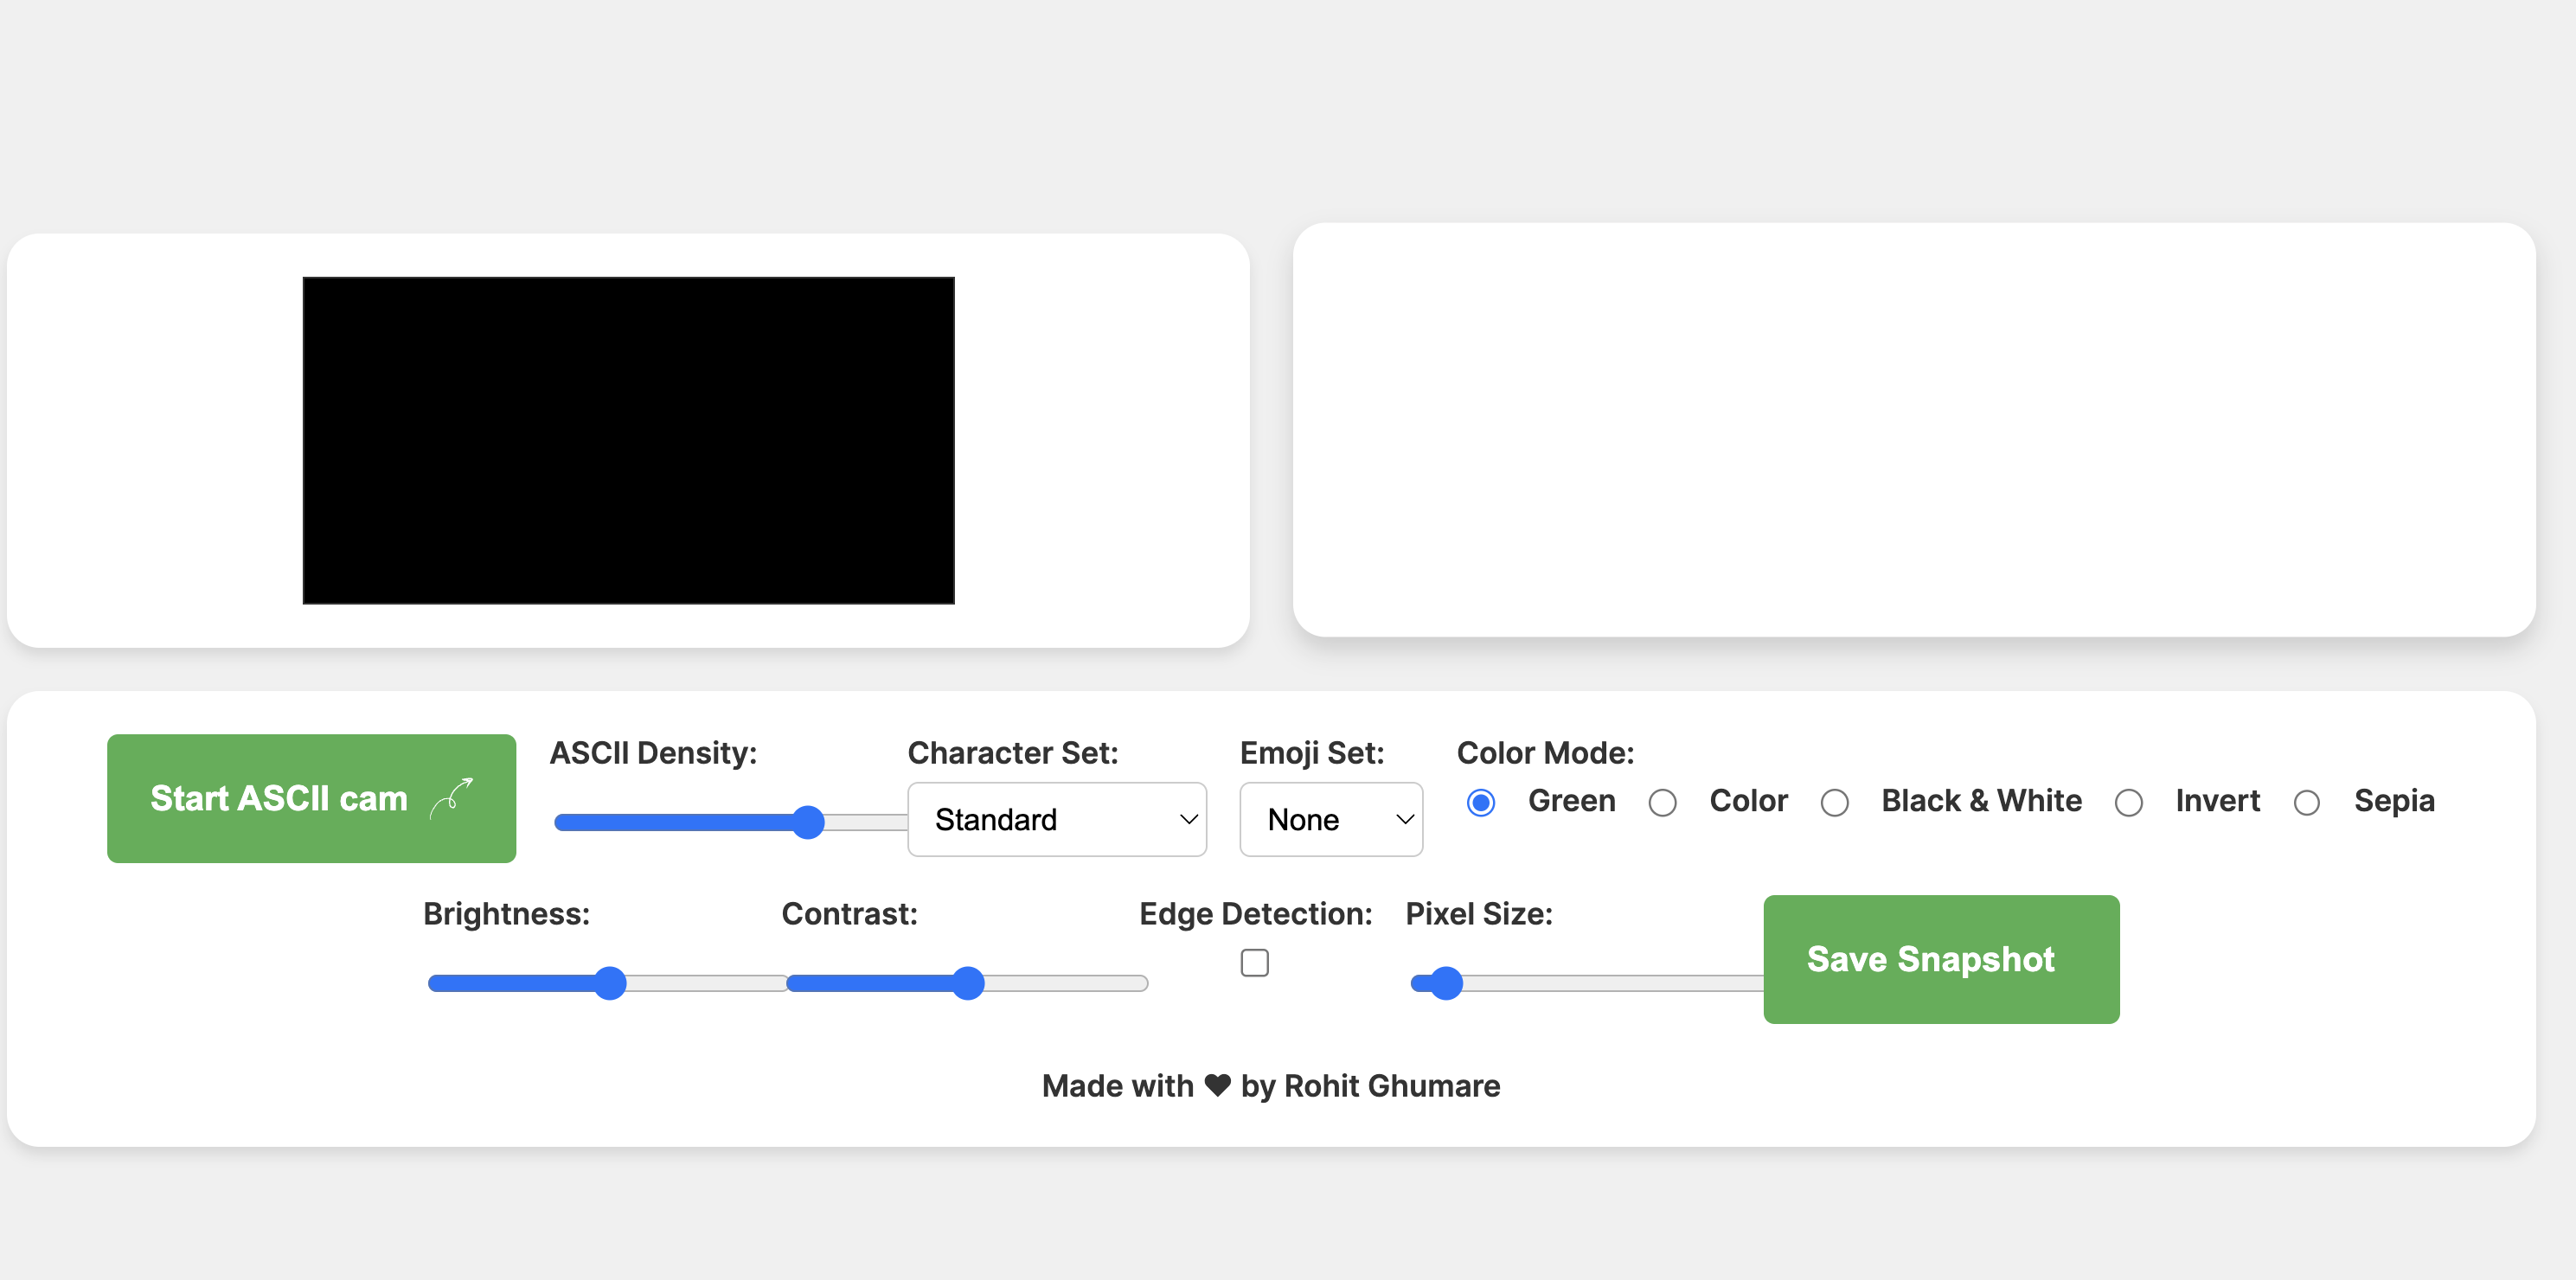 Start ASCII cam
ASCII Density:
Character Set:
Standard
Emoji Set:
None
Color Mode:
Green
Color
Black & White
Invert
Sepia
Brightness:
Contrast:
Edge Detection:
Pixel Size:
Save Snapshot
Made with ♥ by Rohit Ghumare